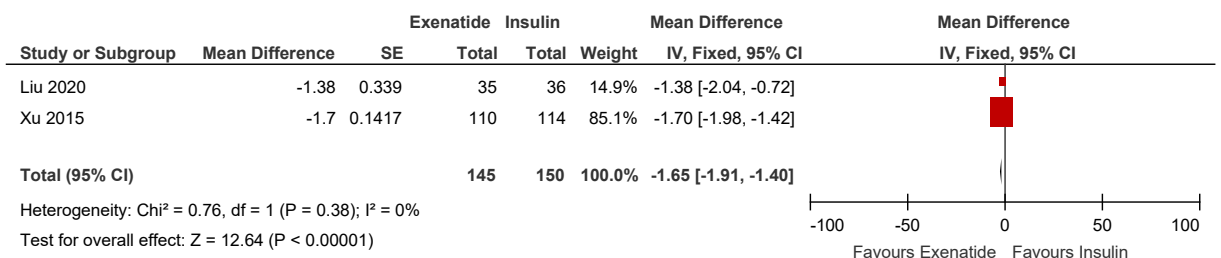 Exenatide Insulin Mean Difference Mean Difference
Study or Subgroup Mean Difference SE Total Total Weight IV, Fixed, 95% CI IV, Fixed, 95% CI
Liu 2020 -1.38 0.339 35 36 14.9% -1.38 [-2.04, -0.72]
Xu 2015 -1.7 0.1417 110 114 85.1% -1.70 [-1.98, -1.42]
Total (95% CI) 145 150 100.0% -1.65 [-1.91, -1.40]
Heterogeneity: Chi² = 0.76, df = 1 (P = 0.38); I² = 0%
Test for overall effect: Z = 12.64 (P < 0.00001)
-100 -50 0 50 100
Favours Exenatide Favours Insulin